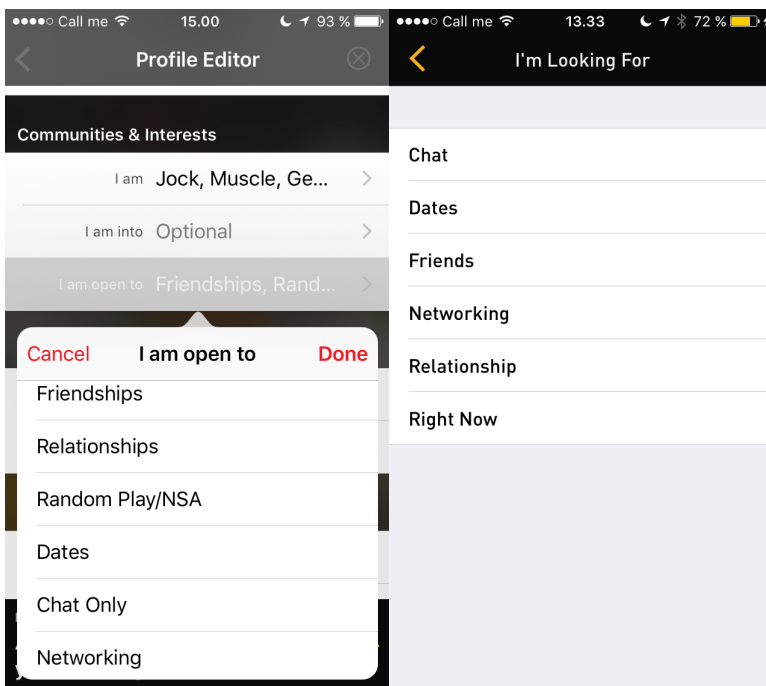 ●●●●○ Call me 15.00 93 %
Profile Editor
Communities & Interests
I am Jock, Muscle, Ge...
I am into Optional
I am open to Friendships, Rand...
Cancel I am open to Done
Friendships
Relationships
Random Play/NSA
Dates
Chat Only
Networking
●●●●○ Call me 13.33 72 %
I'm Looking For
Chat
Dates
Friends
Networking
Relationship
Right Now